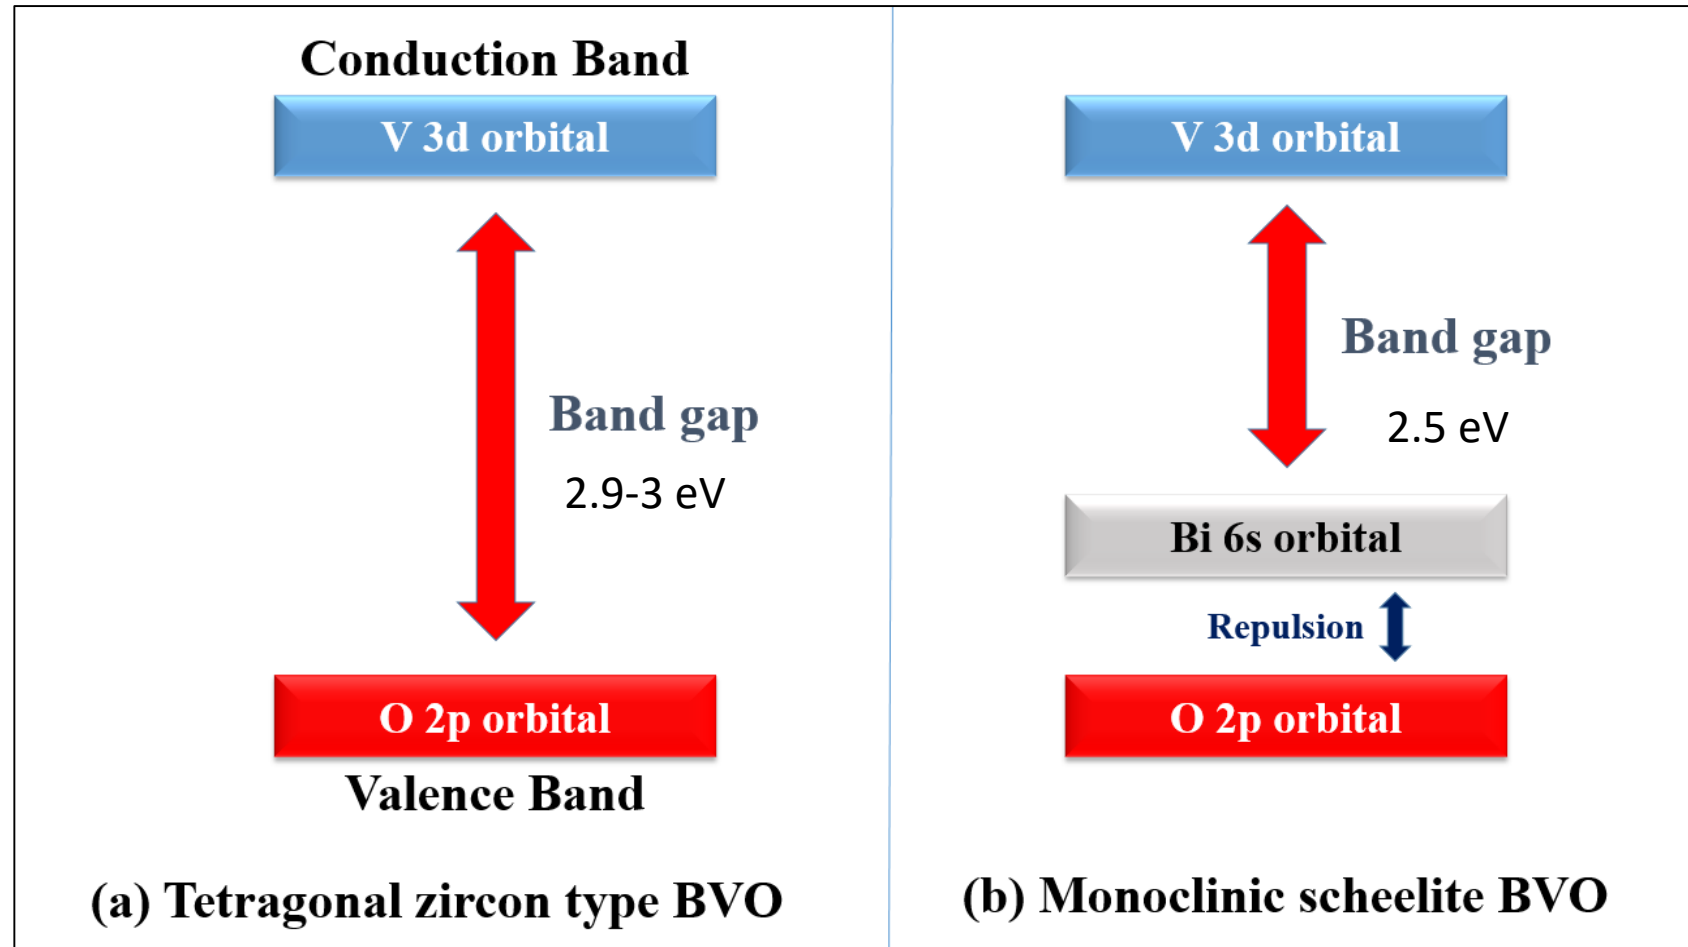 Conduction Band
V 3d orbital
Band gap
2.9-3 eV
O 2p orbital
Valence Band
(a) Tetragonal zircon type BVO
V 3d orbital
Band gap
2.5 eV
Bi 6s orbital
Repulsion
O 2p orbital
(b) Monoclinic scheelite BVO